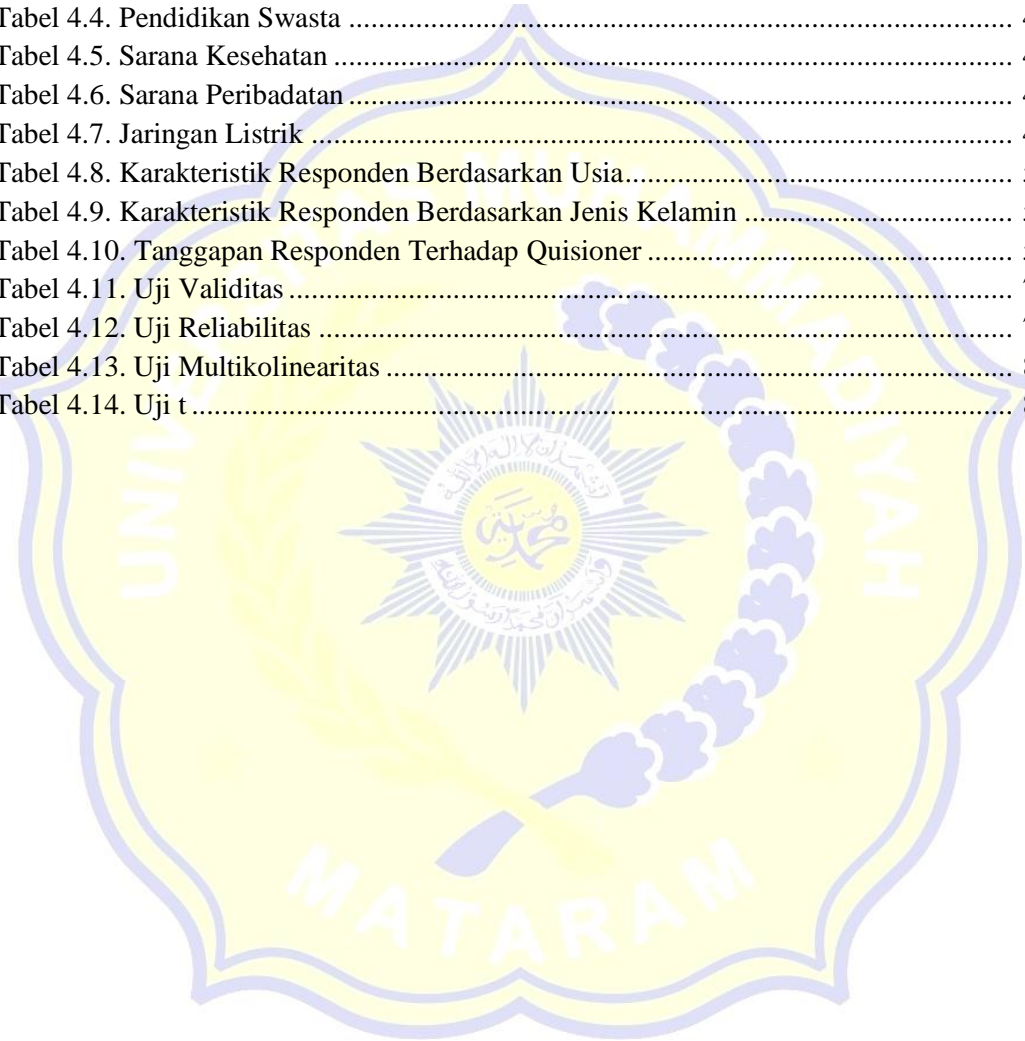 Tabel 4.4. Pendidikan Swasta ....................................................................................
Tabel 4.5. Sarana Kesehatan ....................................................................................
Tabel 4.6. Sarana Peribadatan ....................................................................................
Tabel 4.7. Jaringan Listrik ....................................................................................
Tabel 4.8. Karakteristik Responden Berdasarkan Usia ........................................................
Tabel 4.9. Karakteristik Responden Berdasarkan Jenis Kelamin ........................................
Tabel 4.10. Tanggapan Responden Terhadap Quisioner ....................................................
Tabel 4.11. Uji Validitas ....................................................................................
Tabel 4.12. Uji Reliabilitas ....................................................................................
Tabel 4.13. Uji Multikolinearitas ....................................................................................
Tabel 4.14. Uji t ....................................................................................
UNIVERSITAS MUHAMMADIYAH
MATARAM